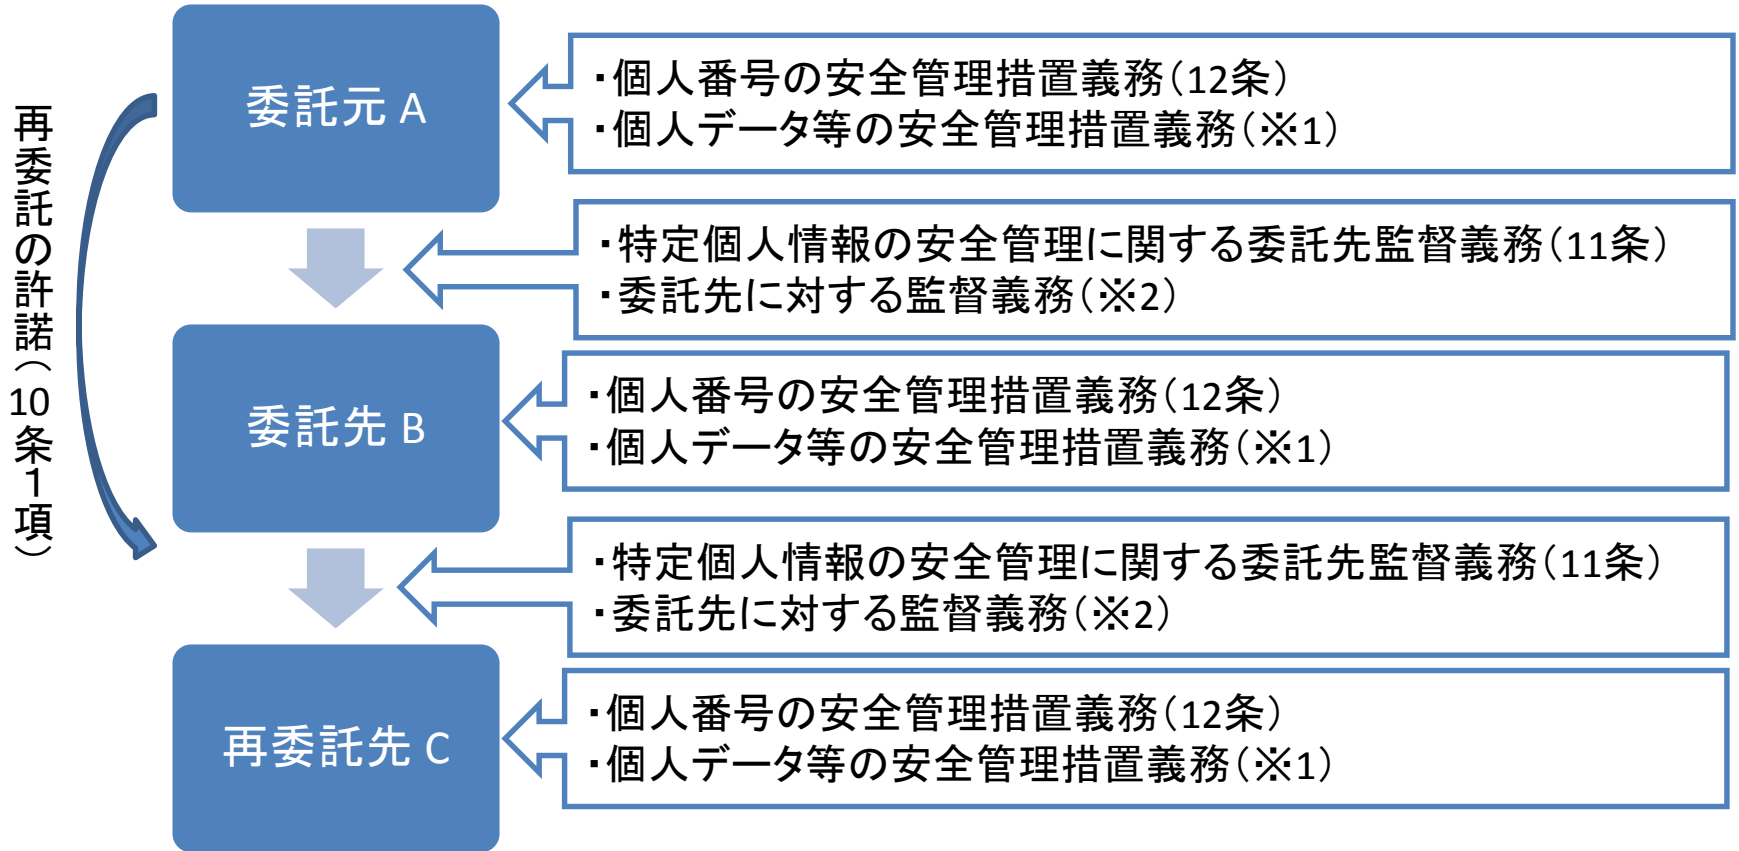 再委託の許諾(10条1項)
委託元 A
・個人番号の安全管理措置義務(12条)
・個人データ等の安全管理措置義務(※1)
・特定個人情報の安全管理に関する委託先監督義務(11条)
・委託先に対する監督義務(※2)
委託先 B
・個人番号の安全管理措置義務(12条)
・個人データ等の安全管理措置義務(※1)
・特定個人情報の安全管理に関する委託先監督義務(11条)
・委託先に対する監督義務(※2)
再委託先 C
・個人番号の安全管理措置義務(12条)
・個人データ等の安全管理措置義務(※1)